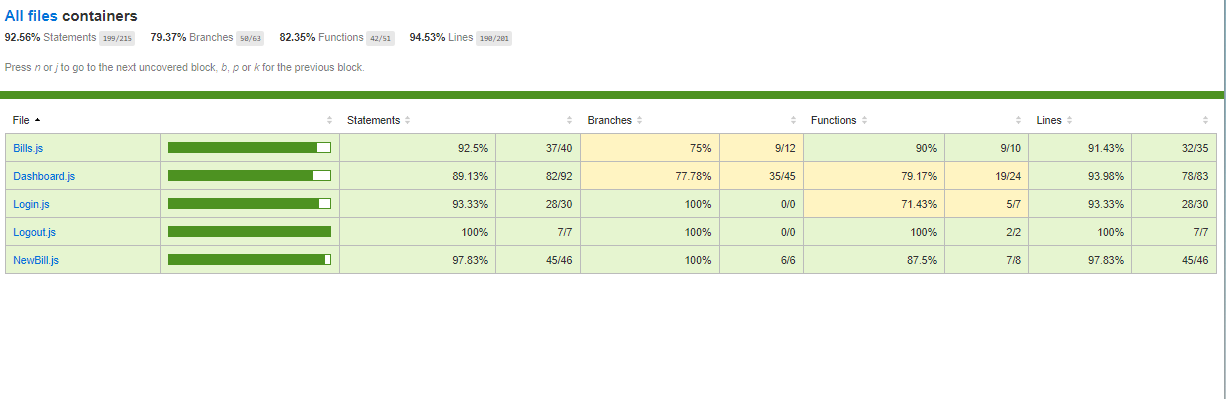 All files containers
92.56% Statements 199/215 79.37% Branches 50/63 82.35% Functions 42/51 94.53% Lines 190/201
Press n or j to go to the next uncovered block, b, p or k for the previous block.
File Statements Branches Functions Lines
Bills.js 92.5% 37/40 75% 9/12 90% 9/10 91.43% 32/35
Dashboard.js 89.13% 82/92 77.78% 35/45 79.17% 19/24 93.98% 78/83
Login.js 93.33% 28/30 100% 0/0 71.43% 5/7 93.33% 28/30
Logout.js 100% 7/7 100% 0/0 100% 2/2 100% 7/7
NewBill.js 97.83% 45/46 100% 6/6 87.5% 7/8 97.83% 45/46